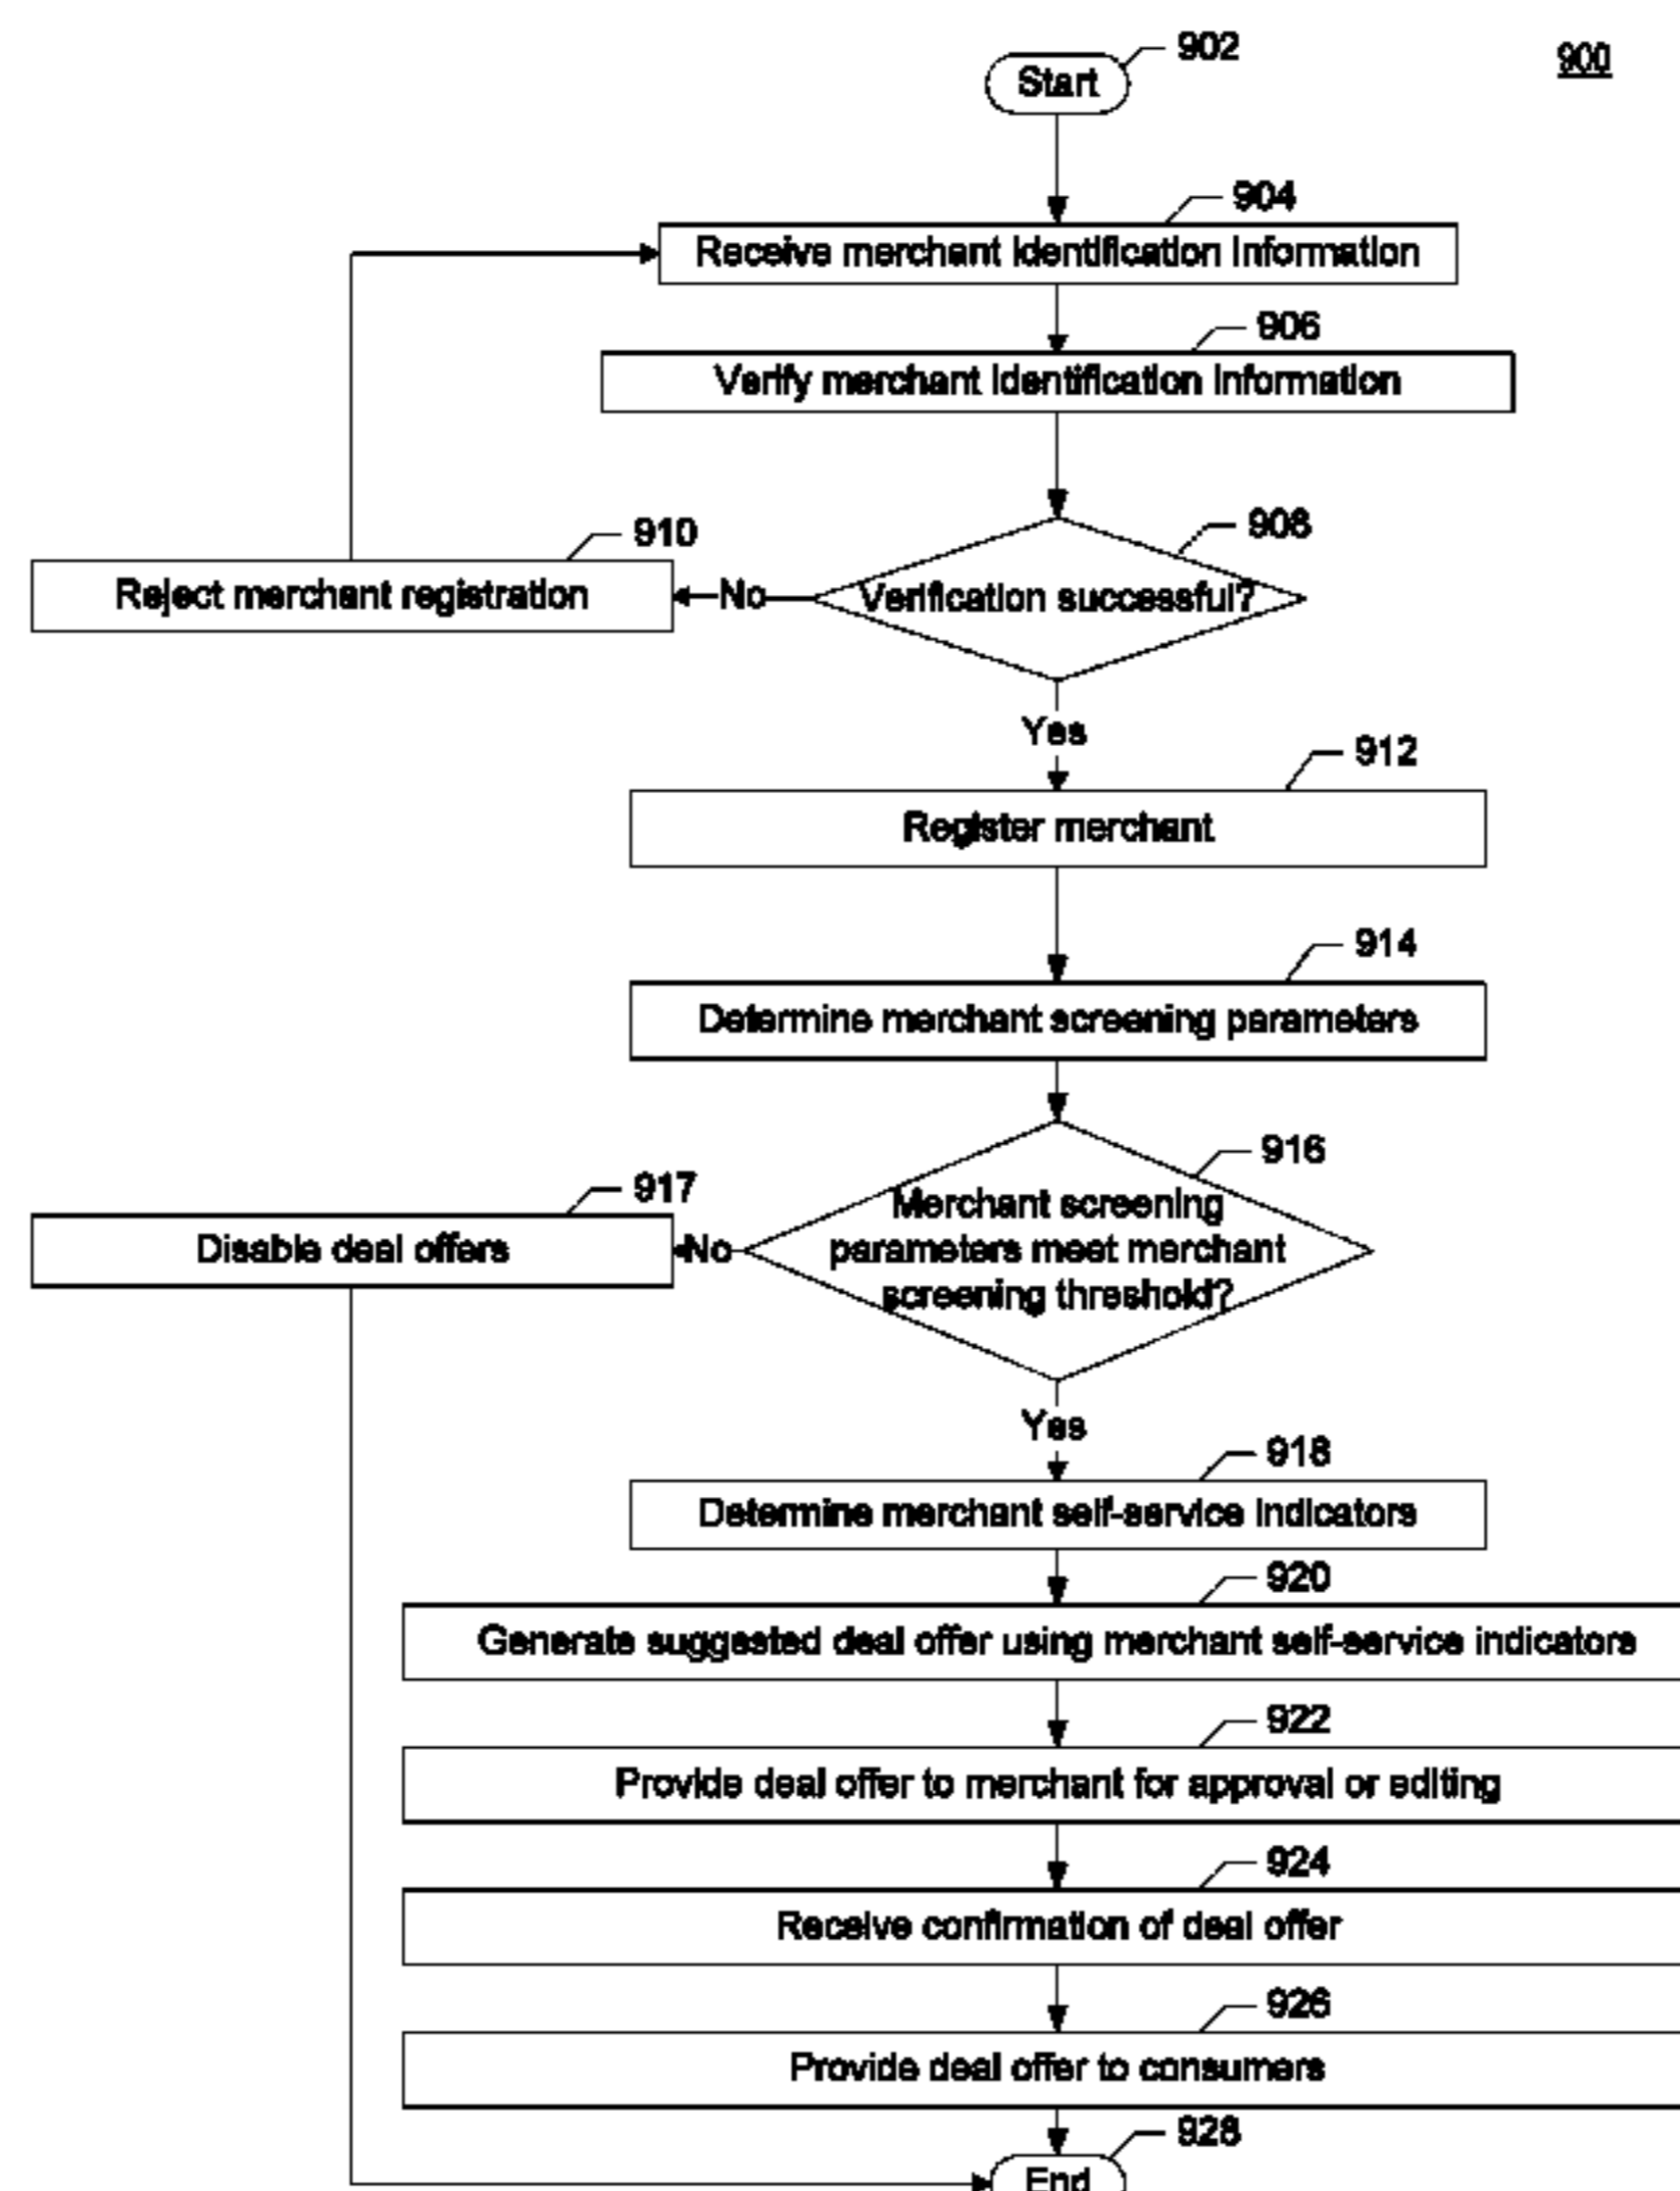 902
900
Start
904
Receive merchant identification information
906
Verify merchant identification information
908
910
Reject merchant registration
No
Verification successful?
Yes
912
Register merchant
914
Determine merchant screening parameters
916
917
Merchant screening
parameters meet merchant
screening threshold?
Disable deal offers
No
Yes
918
Determine merchant self-service indicators
920
Generate suggested deal offer using merchant self-service indicators
922
Provide deal offer to merchant for approval or editing
924
Receive confirmation of deal offer
926
Provide deal offer to consumers
928
End